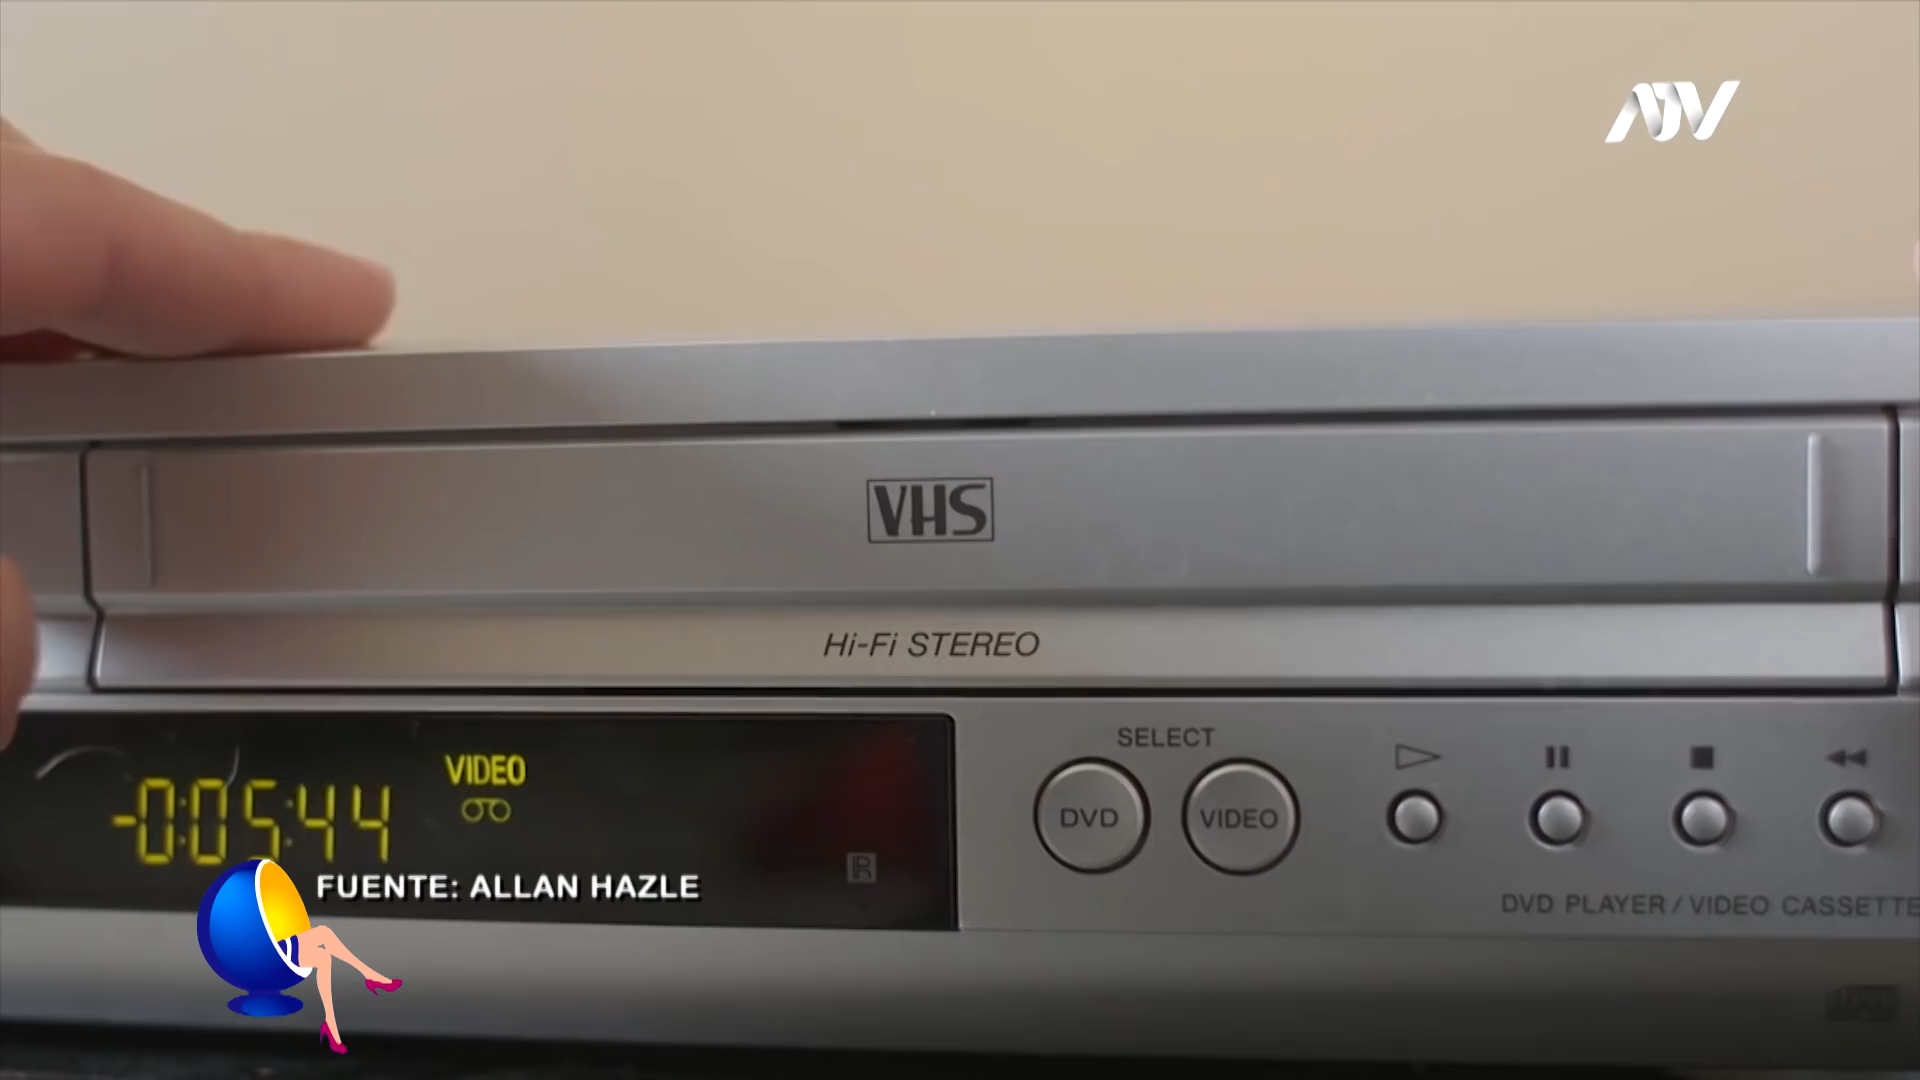 ATV
VHS
Hi-Fi STEREO
SELECT
DVD
VIDEO
-0:05:44
VIDEO
FUENTE: ALLAN HAZLE
DVD PLAYER / VIDEO CASSETTE